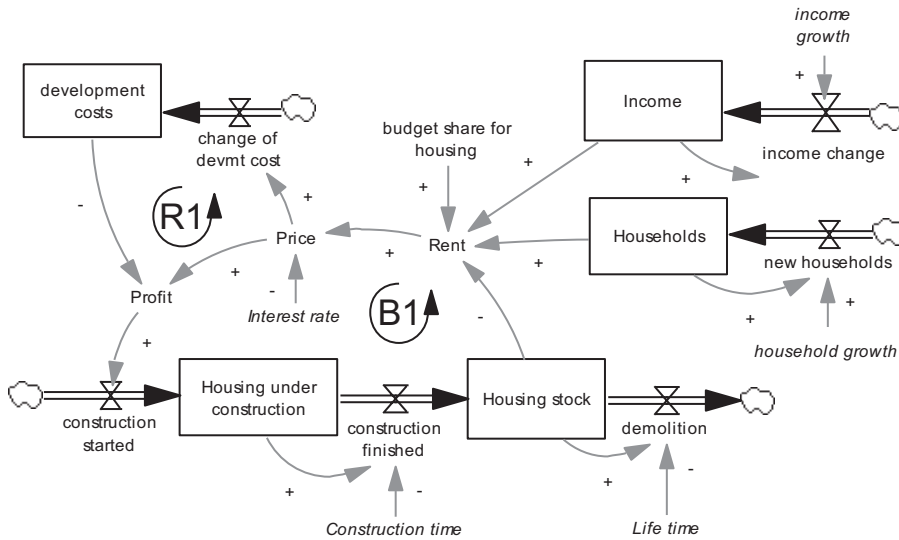 income
growth
+
development
costs
Income
change of
devmt cost
budget share for
housing
income change
+
+
+
-
R1
+
Price
+
Rent
Households
new households
+
+
-
Profit
Interest rate
B1
-
+
+
household growth
+
Housing under
construction
Housing stock
construction
started
construction
finished
demolition
+
-
+
-
Construction time
Life time